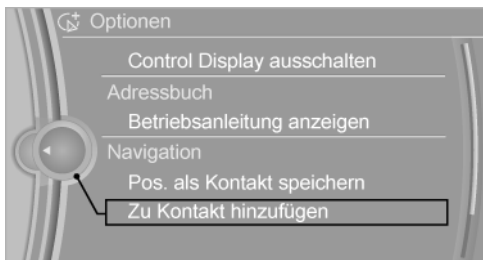 Optionen
Control Display ausschalten
Adressbuch
Betriebsanleitung anzeigen
Navigation
Pos. als Kontakt speichern
Zu Kontakt hinzufügen